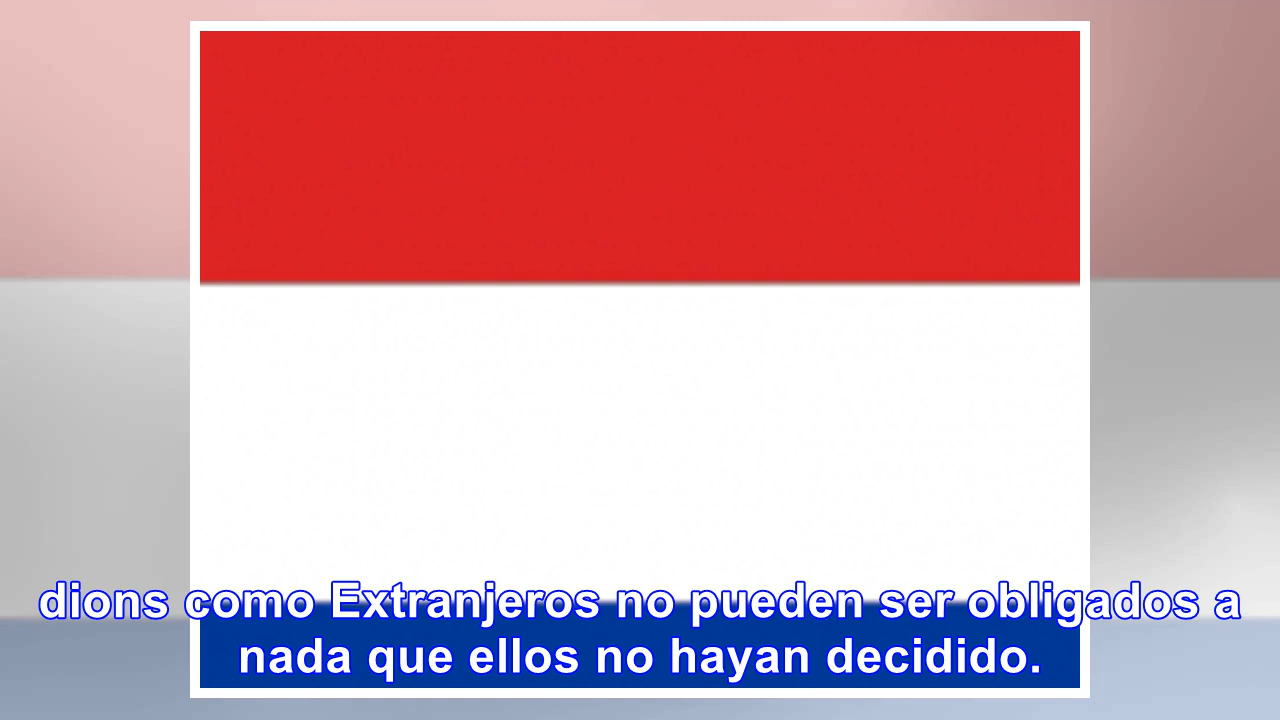 dions como Extranjeros no pueden ser obligados a
nada que ellos no hayan decidido.